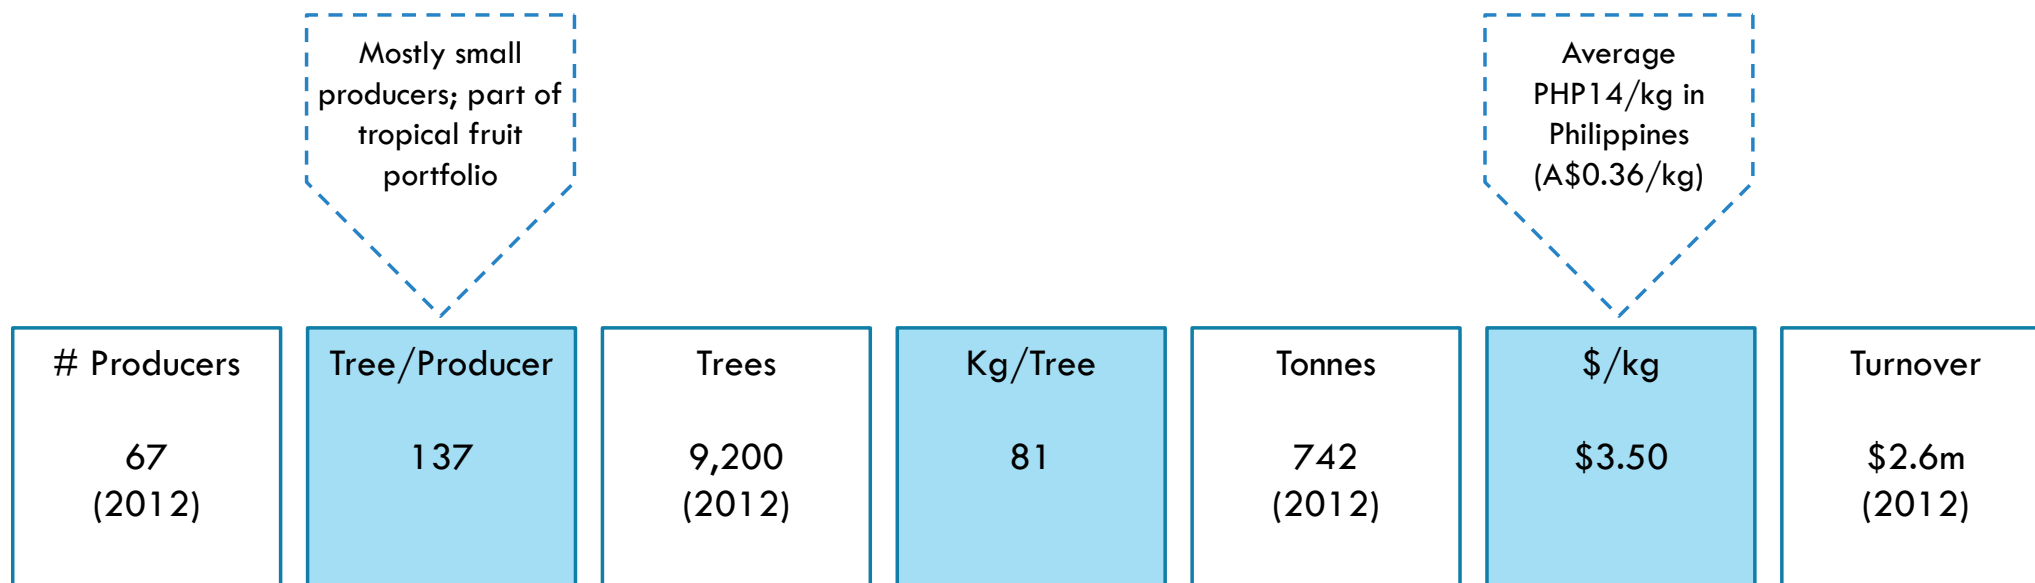 Mostly small
producers; part of
tropical fruit
portfolio
Average
PHP14/kg in
Philippines
(A$0.36/kg)
# Producers
67
(2012)
Tree/Producer
137
Trees
9,200
(2012)
Kg/Tree
81
Tonnes
742
(2012)
$/kg
$3.50
Turnover
$2.6m
(2012)